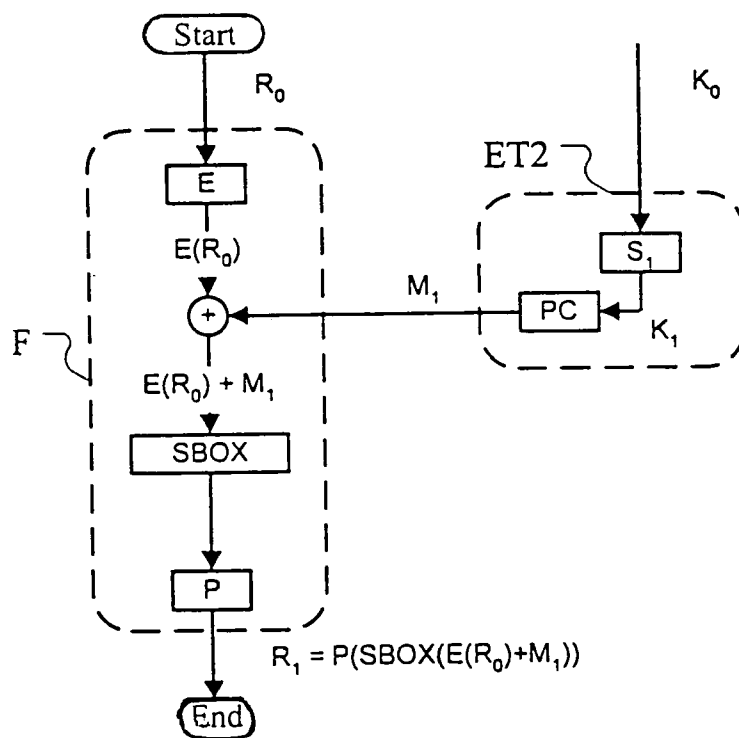 Start
R₀
K₀
ET2
E
E(R₀)
S₁
M₁
+
PC
K₁
F
E(R₀) + M₁
SBOX
P
R₁ = P(SBOX(E(R₀)+M₁))
End